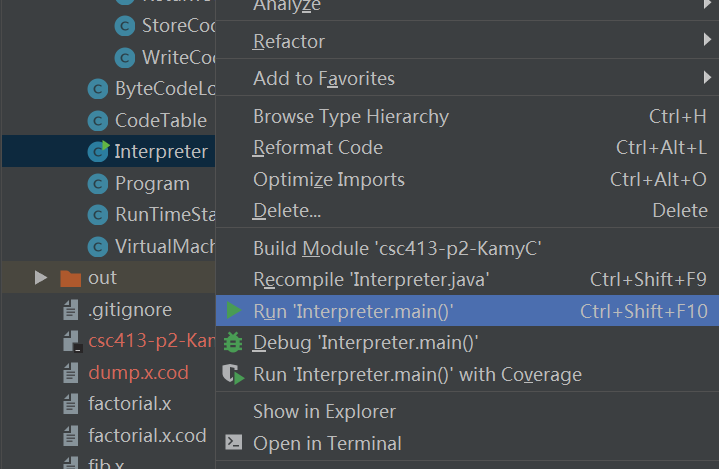 Analyze
StoreCod
Refactor
WriteCod
Add to Favorites
ByteCodeLo
Browse Type Hierarchy Ctrl+H
CodeTable
Interpreter
Reformat Code Ctrl+Alt+L
Program
Optimize Imports Ctrl+Alt+O
RunTimeSta
Delete... Delete
VirtualMach
Build Module 'csc413-p2-KamyC'
out
Recompile 'Interpreter.java' Ctrl+Shift+F9
.gitignore
Run 'Interpreter.main()' Ctrl+Shift+F10
csc413-p2-Kam
Debug 'Interpreter.main()'
dump.x.cod
Run 'Interpreter.main()' with Coverage
factorial.x
Show in Explorer
factorial.x.cod
Open in Terminal
fib.x